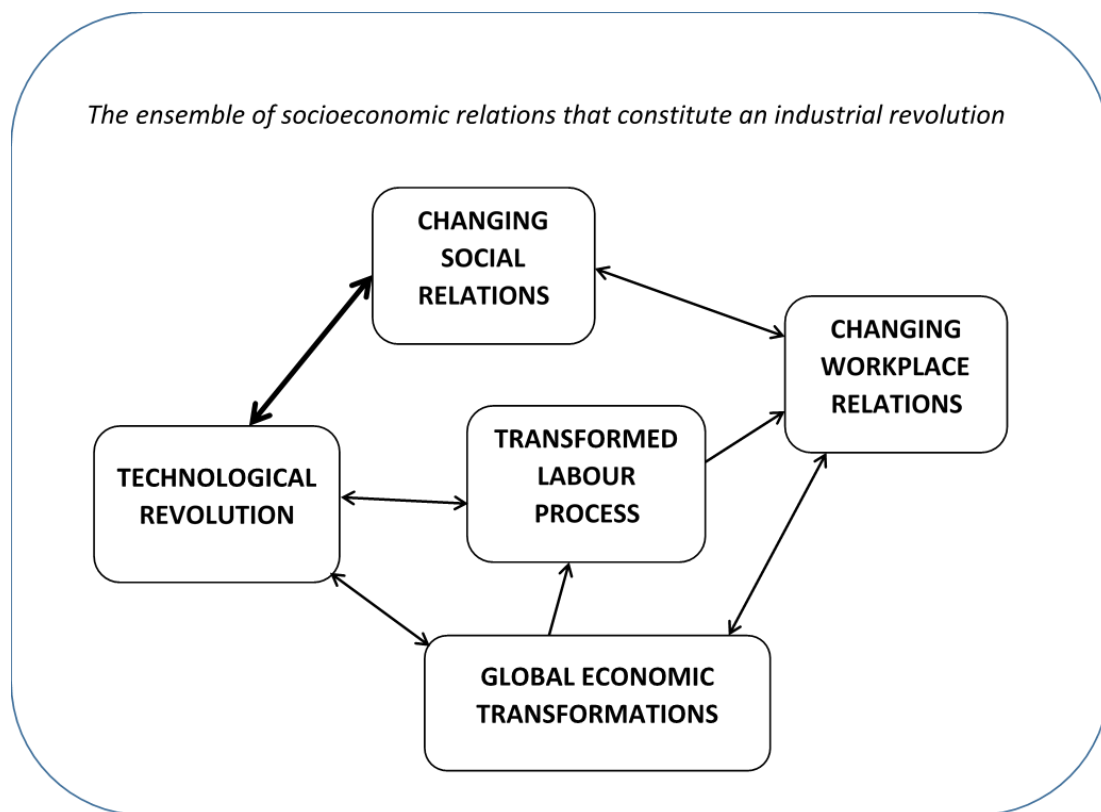 The ensemble of socioeconomic relations that constitute an industrial revolution
CHANGING
SOCIAL
RELATIONS
CHANGING
WORKPLACE
RELATIONS
TRANSFORMED
LABOUR
PROCESS
TECHNOLOGICAL
REVOLUTION
GLOBAL ECONOMIC
TRANSFORMATIONS